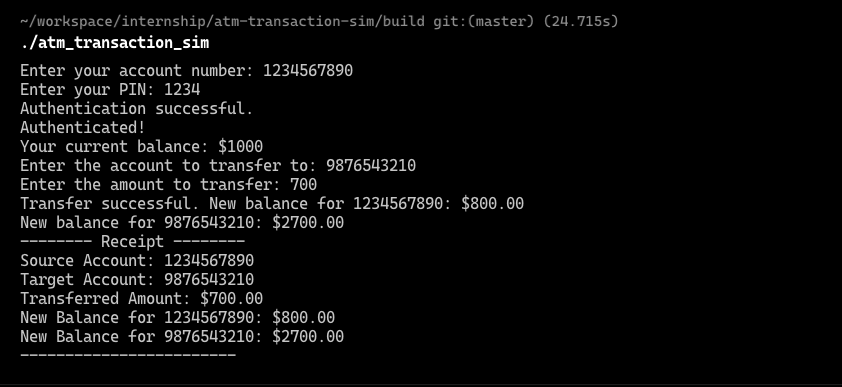 ~/workspace/internship/atm-transaction-sim/build git:(master) (24.715s)
./atm_transaction_sim
Enter your account number: 1234567890
Enter your PIN: 1234
Authentication successful.
Authenticated!
Your current balance: $1000
Enter the account to transfer to: 9876543210
Enter the amount to transfer: 700
Transfer successful. New balance for 1234567890: $800.00
New balance for 9876543210: $2700.00
-------- Receipt --------
Source Account: 1234567890
Target Account: 9876543210
Transferred Amount: $700.00
New Balance for 1234567890: $800.00
New Balance for 9876543210: $2700.00
------------------------